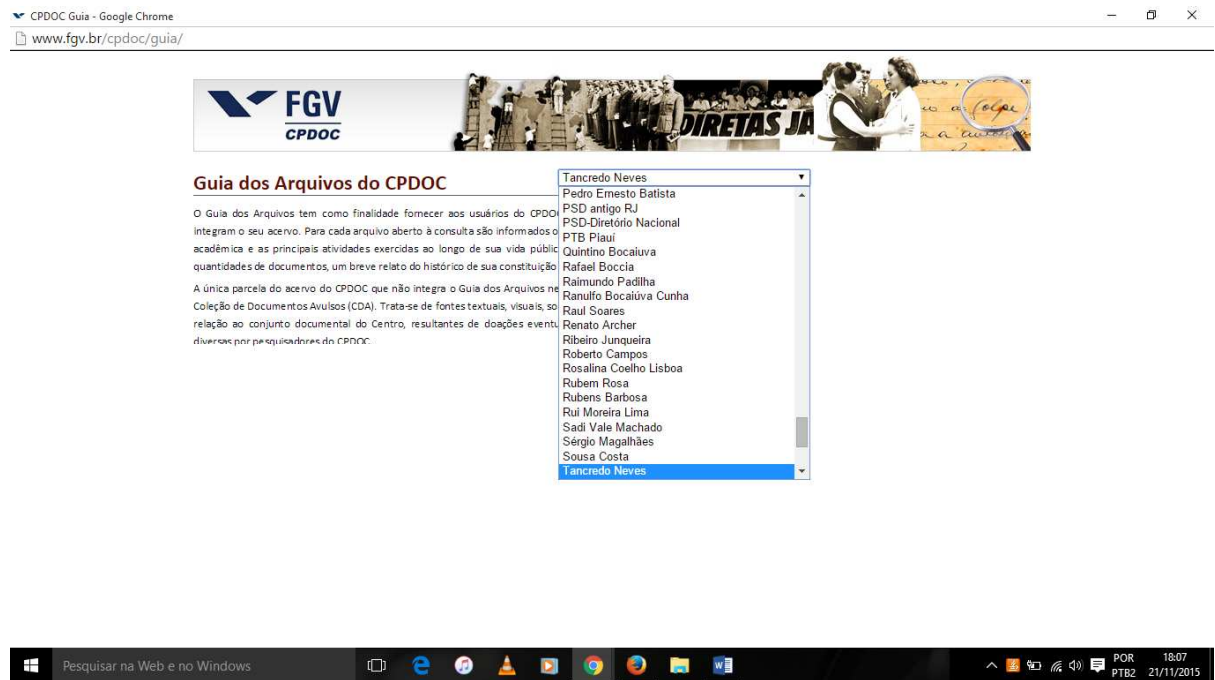 CPDOC Guia - Google Chrome
www.fgv.br/cpdoc/guia/
FGV
CPDOC
DIRETAS JÁ
Guia dos Arquivos do CPDOC
Tancredo Neves
O Guia dos Arquivos tem como finalidade fornecer aos usuários do CPDO
integram o seu acervo. Para cada arquivo aberto à consulta são informados o
acadêmica e as principais atividades exercidas ao longo de sua vida públic
quantidades de documentos, um breve relato do histórico de sua constituição
A única parcela do acervo do CPDOC que não integra o Guia dos Arquivos ne
Coleção de Documentos Avulsos (CDA). Trata-se de fontes textuais, visuais, so
relação ao conjunto documental do Centro, resultantes de doações eventu
diversas por pesquisadores do CPDOC
Pedro Ernesto Batista
PSD antigo RJ
PSD-Diretório Nacional
PTB Piauí
Quintino Bocaiuva
Rafael Boccia
Raimundo Padilha
Ranulfo Bocaiúva Cunha
Raul Soares
Renato Archer
Ribeiro Junqueira
Roberto Campos
Rosalina Coelho Lisboa
Rubem Rosa
Rubens Barbosa
Rui Moreira Lima
Sadi Vale Machado
Sérgio Magalhães
Sousa Costa
Tancredo Neves
Pesquisar na Web e no Windows
POR
PTB2
18:07
21/11/2015